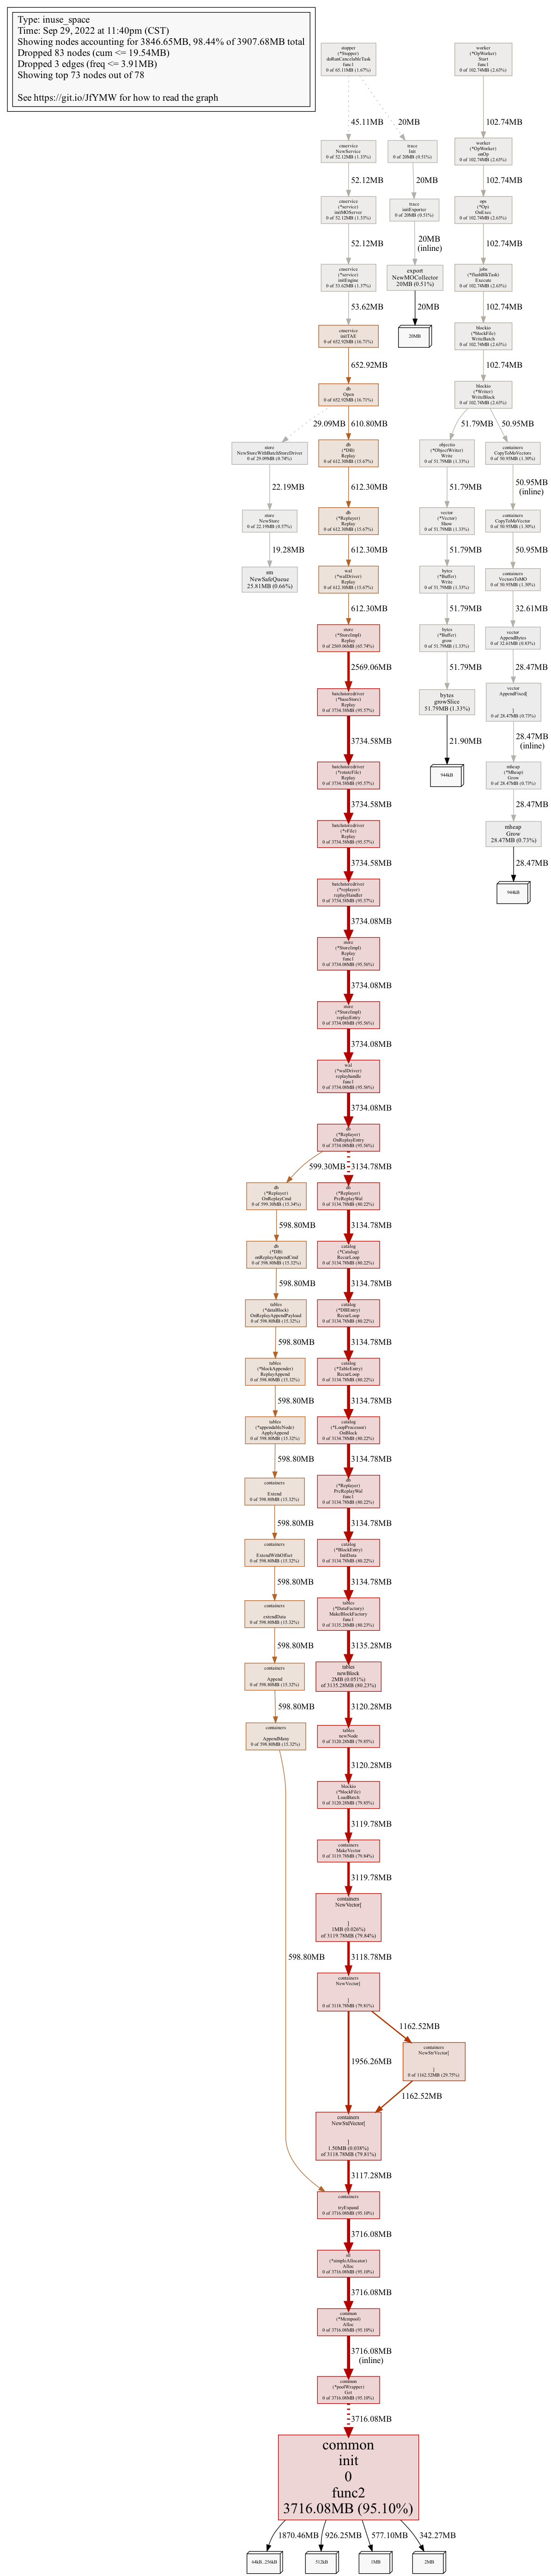 Type: inuse_space
Time: Sep 29, 2022 at 11:40pm (CST)
Showing nodes accounting for 3846.65MB, 98.44% of 3907.68MB total
Dropped 83 nodes (cum <= 19.54MB)
Dropped 3 edges (freq <= 3.91MB)
Showing top 73 nodes out of 78
See https://git.io/JfYMW for how to read the graph
stopper
(*Stopper)
doRunCancelableTask
func1
0 of 65.11MB (1.67%)
worker
(*OpWorker)
Start
func1
0 of 102.74MB (2.63%)
45.11MB
20MB
102.74MB
cnservice
NewService
0 of 52.12MB (1.33%)
trace
Init
0 of 20MB (0.51%)
worker
(*OpWorker)
onOp
0 of 102.74MB (2.63%)
52.12MB
20MB
102.74MB
cnservice
(*service)
initMOServer
0 of 52.12MB (1.33%)
trace
initExporter
0 of 20MB (0.51%)
ops
(*Op)
OnExec
0 of 102.74MB (2.63%)
52.12MB
20MB
(inline)
102.74MB
cnservice
(*service)
initEngine
0 of 53.62MB (1.37%)
export
NewMOCollector
20MB (0.51%)
jobs
(*flushBlkTask)
Execute
0 of 102.74MB (2.63%)
53.62MB
20MB
102.74MB
cnservice
initTAE
0 of 652.92MB (16.71%)
20MB
blockio
(*blockFile)
WriteBatch
0 of 102.74MB (2.63%)
652.92MB
102.74MB
db
Open
0 of 652.92MB (16.71%)
blockio
(*Writer)
WriteBlock
0 of 102.74MB (2.63%)
29.09MB
610.80MB
51.79MB
50.95MB
store
NewStoreWithBatchStoreDriver
0 of 29.09MB (0.74%)
db
(*DB)
Replay
0 of 612.30MB (15.67%)
objectio
(*ObjectWriter)
Write
0 of 51.79MB (1.33%)
containers
CopyToMoVectors
0 of 50.95MB (1.30%)
22.19MB
612.30MB
51.79MB
50.95MB
(inline)
store
NewStore
0 of 22.19MB (0.57%)
db
(*Replayer)
Replay
0 of 612.30MB (15.67%)
vector
(*Vector)
Show
0 of 51.79MB (1.33%)
containers
CopyToMoVector
0 of 50.95MB (1.30%)
19.28MB
612.30MB
51.79MB
50.95MB
sm
NewSafeQueue
25.81MB (0.66%)
wal
(*walDriver)
Replay
0 of 612.30MB (15.67%)
bytes
(*Buffer)
Write
0 of 51.79MB (1.33%)
containers
VectorsToMO
0 of 50.95MB (1.30%)
612.30MB
51.79MB
32.61MB
store
(*StoreImpl)
Replay
0 of 2569.06MB (65.74%)
bytes
(*Buffer)
grow
0 of 51.79MB (1.33%)
vector
AppendBytes
0 of 32.61MB (0.83%)
2569.06MB
51.79MB
28.47MB
batchstoredriver
(*baseStore)
Replay
0 of 3734.58MB (95.57%)
bytes
growSlice
51.79MB (1.33%)
vector
AppendFixed[
]
0 of 28.47MB (0.73%)
3734.58MB
21.90MB
28.47MB
(inline)
batchstoredriver
(*rotateFile)
Replay
0 of 3734.58MB (95.57%)
944kB
mheap
(*Mheap)
Grow
0 of 28.47MB (0.73%)
3734.58MB
28.47MB
batchstoredriver
(*vFile)
Replay
0 of 3734.58MB (95.57%)
mheap
Grow
28.47MB (0.73%)
3734.58MB
28.47MB
batchstoredriver
(*replayer)
replayHandler
0 of 3734.58MB (95.57%)
944kB
3734.08MB
store
(*StoreImpl)
Replay
func1
0 of 3734.08MB (95.56%)
3734.08MB
store
(*StoreImpl)
replayEntry
0 of 3734.08MB (95.56%)
3734.08MB
wal
(*walDriver)
replayhandle
func1
0 of 3734.08MB (95.56%)
3734.08MB
db
(*Replayer)
OnReplayEntry
0 of 3734.08MB (95.56%)
599.30MB
3134.78MB
db
(*Replayer)
OnReplayCmd
0 of 599.30MB (15.34%)
db
(*Replayer)
PreReplayWal
0 of 3134.78MB (80.22%)
598.80MB
3134.78MB
db
(*DB)
onReplayAppendCmd
0 of 598.80MB (15.32%)
catalog
(*Catalog)
RecurLoop
0 of 3134.78MB (80.22%)
598.80MB
3134.78MB
tables
(*dataBlock)
OnReplayAppendPayload
0 of 598.80MB (15.32%)
catalog
(*DBEntry)
RecurLoop
0 of 3134.78MB (80.22%)
598.80MB
3134.78MB
tables
(*blockAppender)
ReplayAppend
0 of 598.80MB (15.32%)
catalog
(*TableEntry)
RecurLoop
0 of 3134.78MB (80.22%)
598.80MB
3134.78MB
tables
(*appendableNode)
ApplyAppend
0 of 598.80MB (15.32%)
catalog
(*LoopProcessor)
OnBlock
0 of 3134.78MB (80.22%)
598.80MB
3134.78MB
containers
Extend
0 of 598.80MB (15.32%)
db
(*Replayer)
PreReplayWal
func1
0 of 3134.78MB (80.22%)
598.80MB
3134.78MB
containers
ExtendWithOffset
0 of 598.80MB (15.32%)
catalog
(*BlockEntry)
InitData
0 of 3134.78MB (80.22%)
598.80MB
3134.78MB
containers
extendData
0 of 598.80MB (15.32%)
tables
(*DataFactory)
MakeBlockFactory
func1
0 of 3135.28MB (80.23%)
598.80MB
3135.28MB
containers
Append
0 of 598.80MB (15.32%)
tables
newBlock
2MB (0.051%)
of 3135.28MB (80.23%)
598.80MB
3120.28MB
containers
AppendMany
0 of 598.80MB (15.32%)
tables
newNode
0 of 3120.28MB (79.85%)
3120.28MB
blockio
(*blockFile)
LoadBatch
0 of 3120.28MB (79.85%)
3119.78MB
containers
MakeVector
0 of 3119.78MB (79.84%)
3119.78MB
containers
NewVector[
]
1MB (0.026%)
of 3119.78MB (79.84%)
598.80MB
3118.78MB
containers
NewVector[
]
0 of 3118.78MB (79.81%)
1162.52MB
1956.26MB
containers
NewStrVector[
]
0 of 1162.52MB (29.75%)
1162.52MB
containers
NewStdVector[
]
1.50MB (0.038%)
of 3118.78MB (79.81%)
3117.28MB
containers
tryExpand
0 of 3716.08MB (95.10%)
3716.08MB
stl
(*simpleAllocator)
Alloc
0 of 3716.08MB (95.10%)
3716.08MB
common
(*Mempool)
Alloc
0 of 3716.08MB (95.10%)
3716.08MB
(inline)
common
(*poolWrapper)
Get
0 of 3716.08MB (95.10%)
3716.08MB
common
init
0
func2
3716.08MB (95.10%)
1870.46MB
926.25MB
577.10MB
342.27MB
64kB..256kB
512kB
1MB
2MB